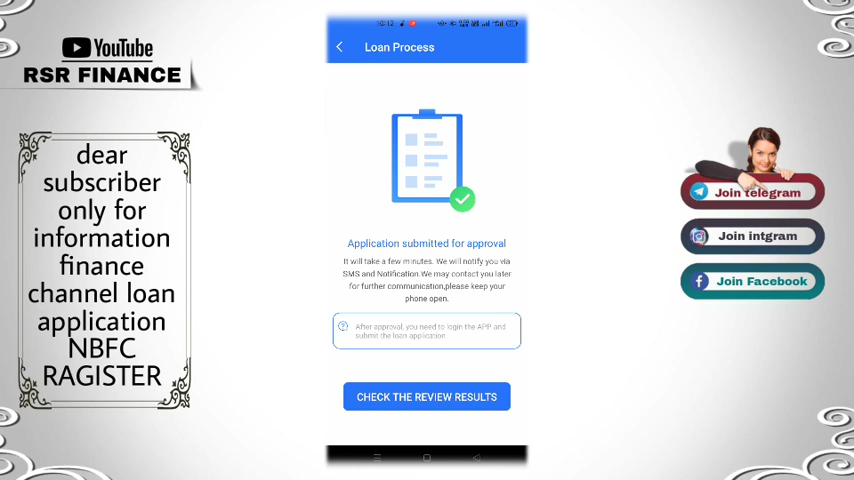 YouTube
RSR FINANCE
dear
subscriber
only for
information
finance
channel loan
application
NBFC
RAGISTER
10:12
Loan Process
Application submitted for approval
It will take a few minutes. We will notify you via
SMS and Notification.We may contact you later
for further communication,please keep your
phone open.
After approval, you need to login the APP and
submit the loan application
CHECK THE REVIEW RESULTS
Join telegram
Join intgram
Join Facebook